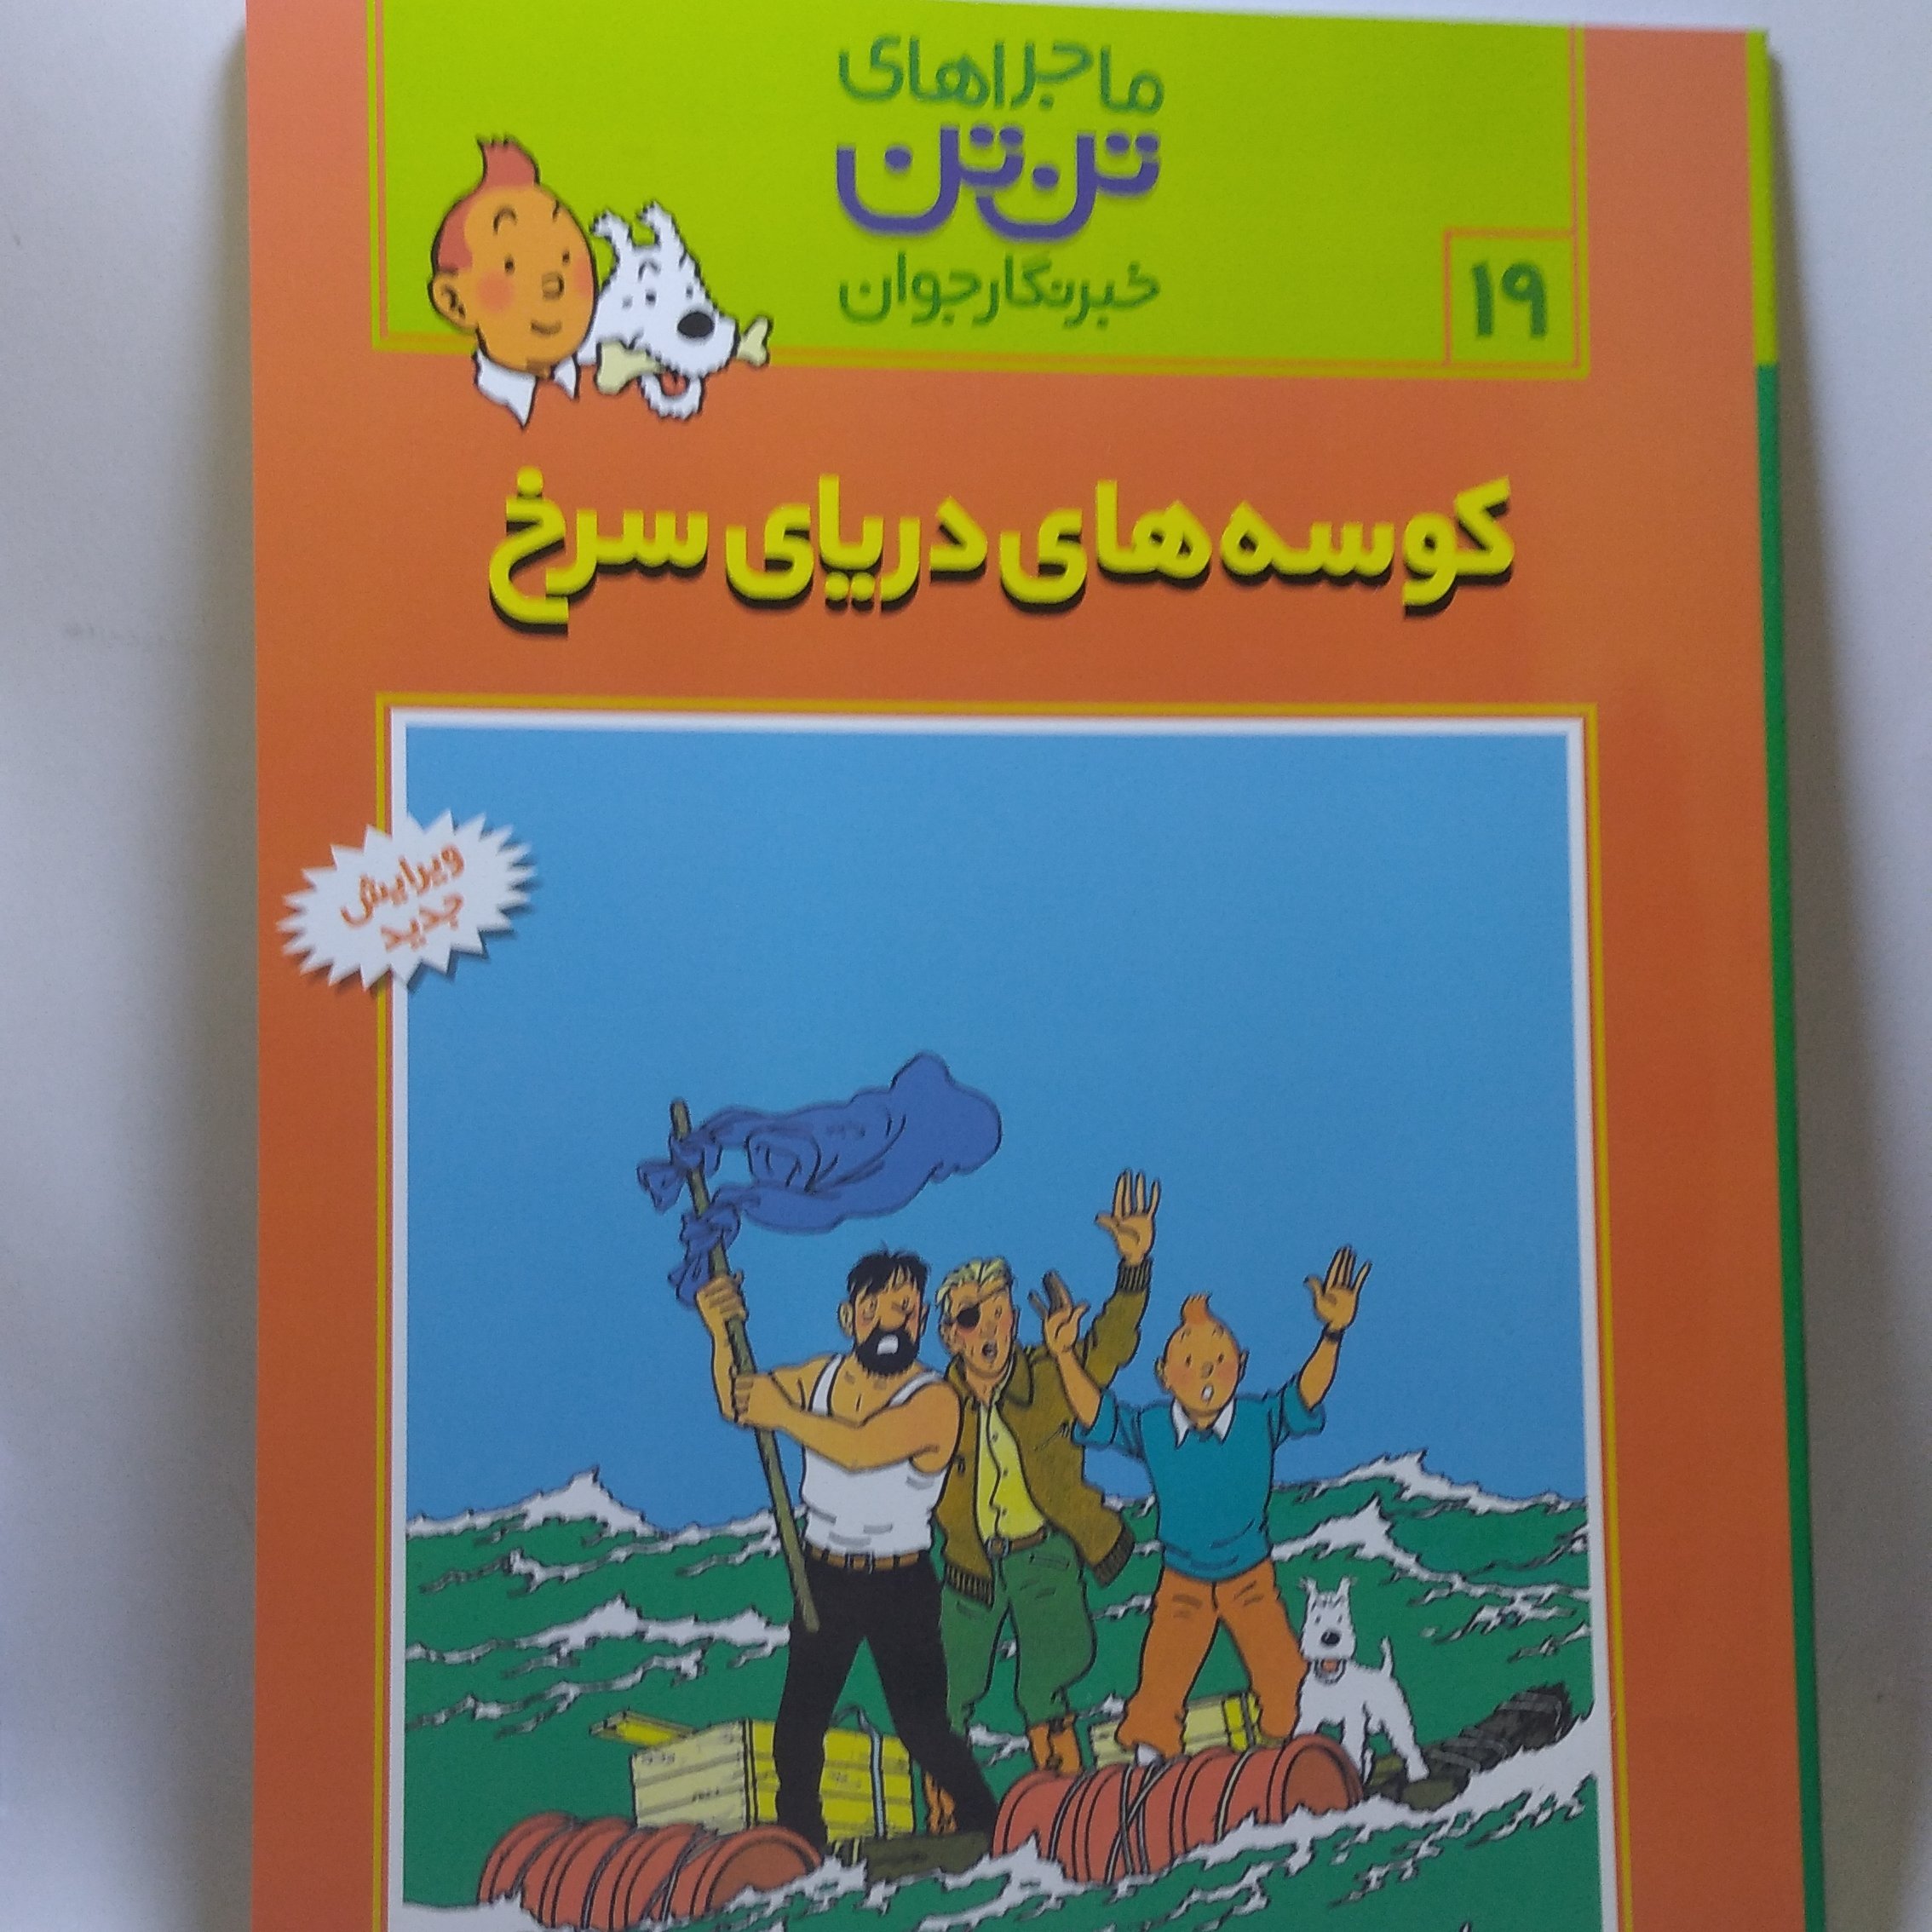 ماجراهای
تن تن
خبرنگار جوان
۱۹
کوسه‌های دریای سرخ
ویرایش
جدید